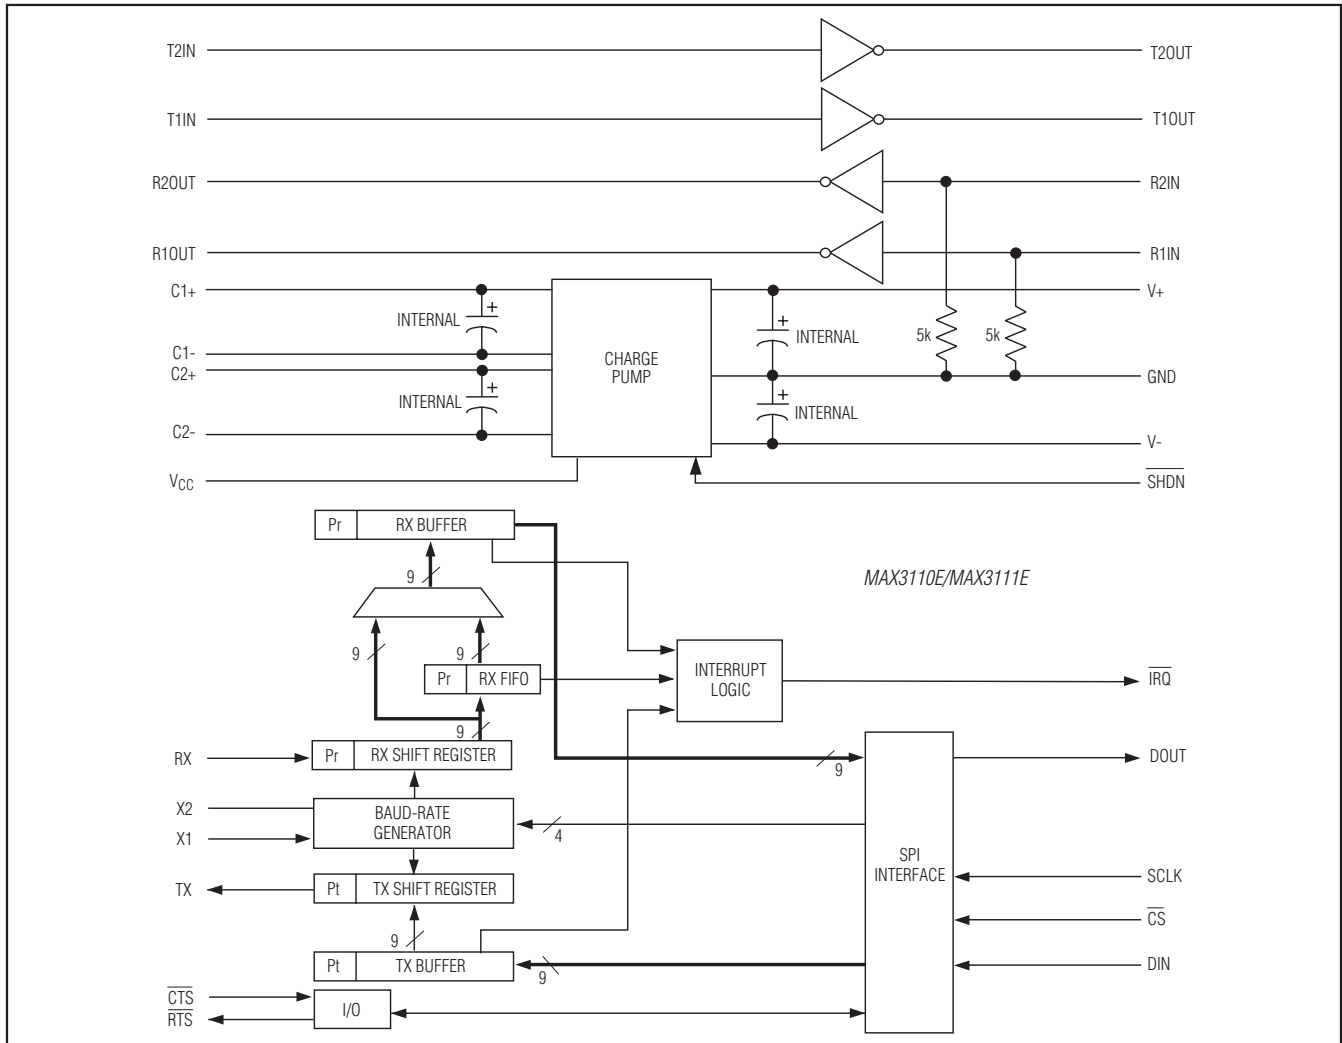 T2IN
T2OUT
T1IN
T1OUT
R2OUT
R2IN
R1OUT
R1IN
C1+
V+
+
INTERNAL
+
INTERNAL
5k
5k
C1-
C2+
CHARGE
PUMP
GND
+
INTERNAL
+
INTERNAL
C2-
V-
VCC
SHDN
Pr
RX BUFFER
9
MAX3110E/MAX3111E
9
9
Pr
RX FIFO
INTERRUPT
LOGIC
IRQ
9
RX
Pr
RX SHIFT REGISTER
9
DOUT
X2
X1
BAUD-RATE
GENERATOR
4
SPI
INTERFACE
TX
Pt
TX SHIFT REGISTER
SCLK
CS
9
Pt
TX BUFFER
9
DIN
CTS
RTS
I/O